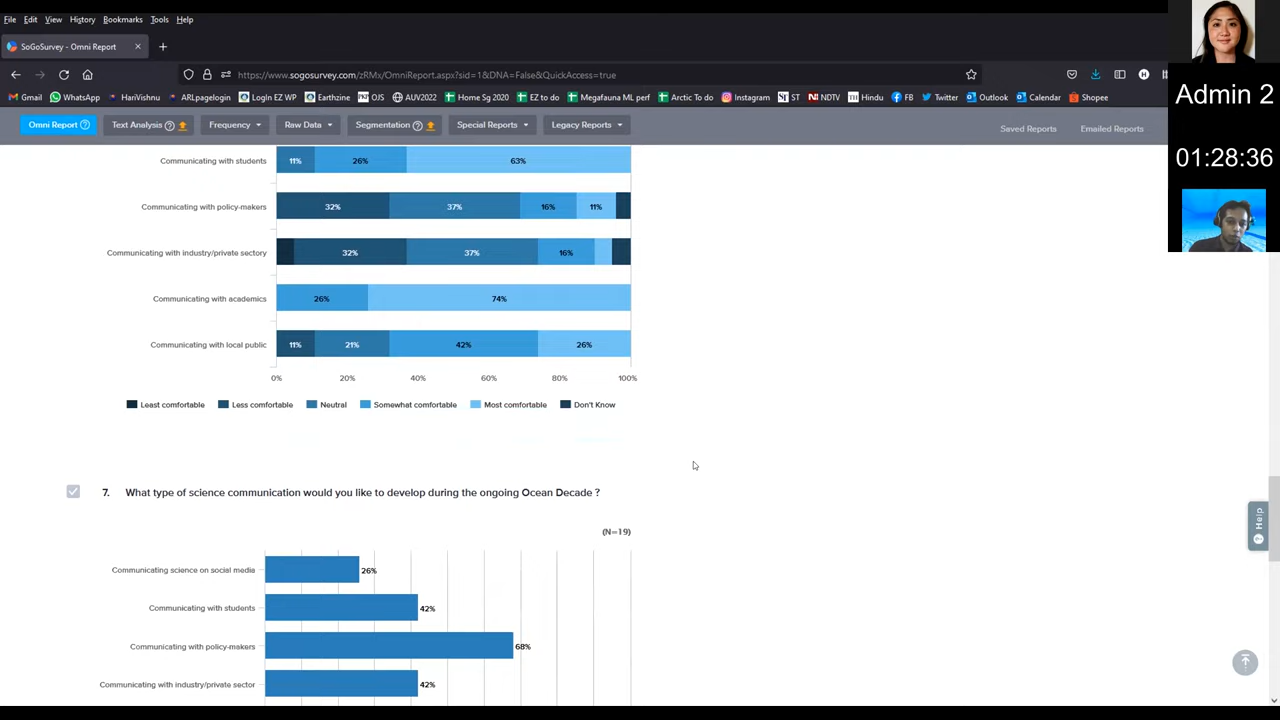 File Edit View History Bookmarks Tools Help
SoGoSurvey - Omni Report
https://www.sogosurvey.com/zRMx/OmniReport.aspx?sid=1&DNA=False&QuickAccess=true
Gmail WhatsApp HariVishnu ARLpagelogin LogIn EZ WP Earthzine OJS AUV2022 Home Sg 2020 EZ to do Megafauna ML perf Arctic To do Instagram ST NDTV Hindu FB Twitter Outlook Calendar Shopee
Omni Report Text Analysis Frequency Raw Data Segmentation Special Reports Legacy Reports Saved Reports Emailed Reports
Admin 2
01:28:36
Communicating with students 11% 26% 63%
Communicating with policy-makers 32% 37% 16% 11%
Communicating with industry/private sectory 32% 37% 16%
Communicating with academics 26% 74%
Communicating with local public 11% 21% 42% 26%
0% 20% 40% 60% 80% 100%
Least comfortable Less comfortable Neutral Somewhat comfortable Most comfortable Don't Know
7. What type of science communication would you like to develop during the ongoing Ocean Decade ?
(N=19)
Communicating science on social media 26%
Communicating with students 42%
Communicating with policy-makers 68%
Communicating with industry/private sector 42%
Help